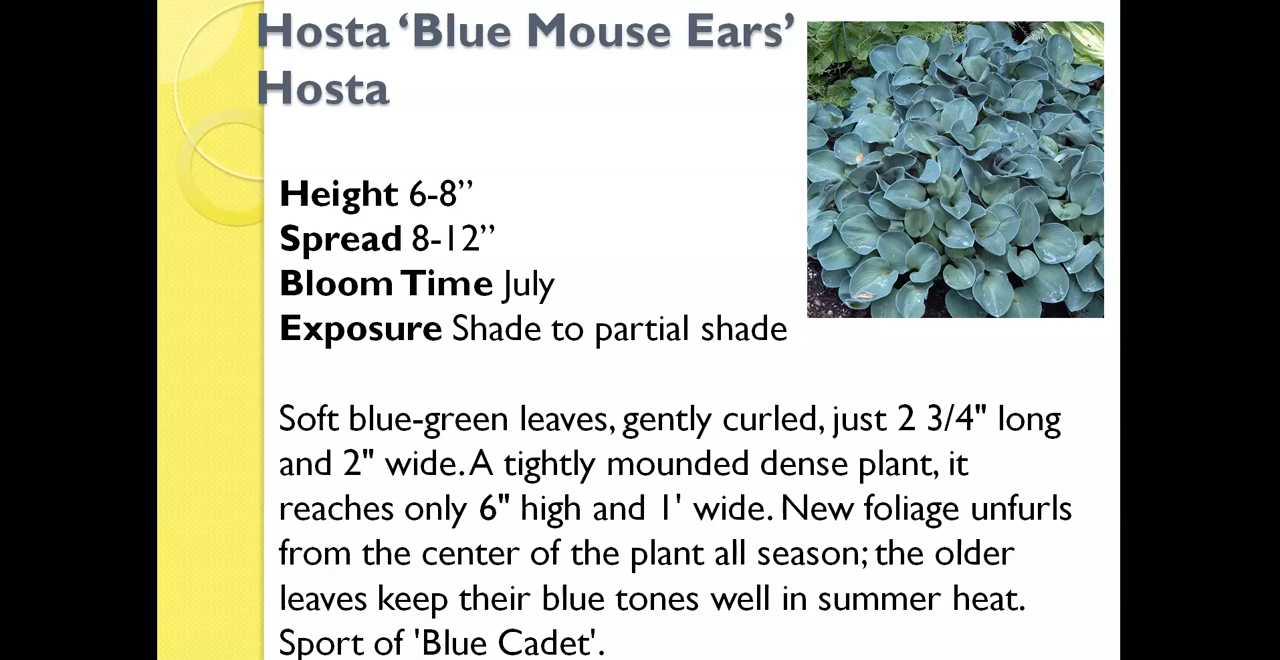 Hosta ‘Blue Mouse Ears’
Hosta
Height 6-8”
Spread 8-12”
Bloom Time July
Exposure Shade to partial shade
Soft blue-green leaves, gently curled, just 2 3/4" long
and 2" wide. A tightly mounded dense plant, it
reaches only 6" high and 1' wide. New foliage unfurls
from the center of the plant all season; the older
leaves keep their blue tones well in summer heat.
Sport of 'Blue Cadet'.